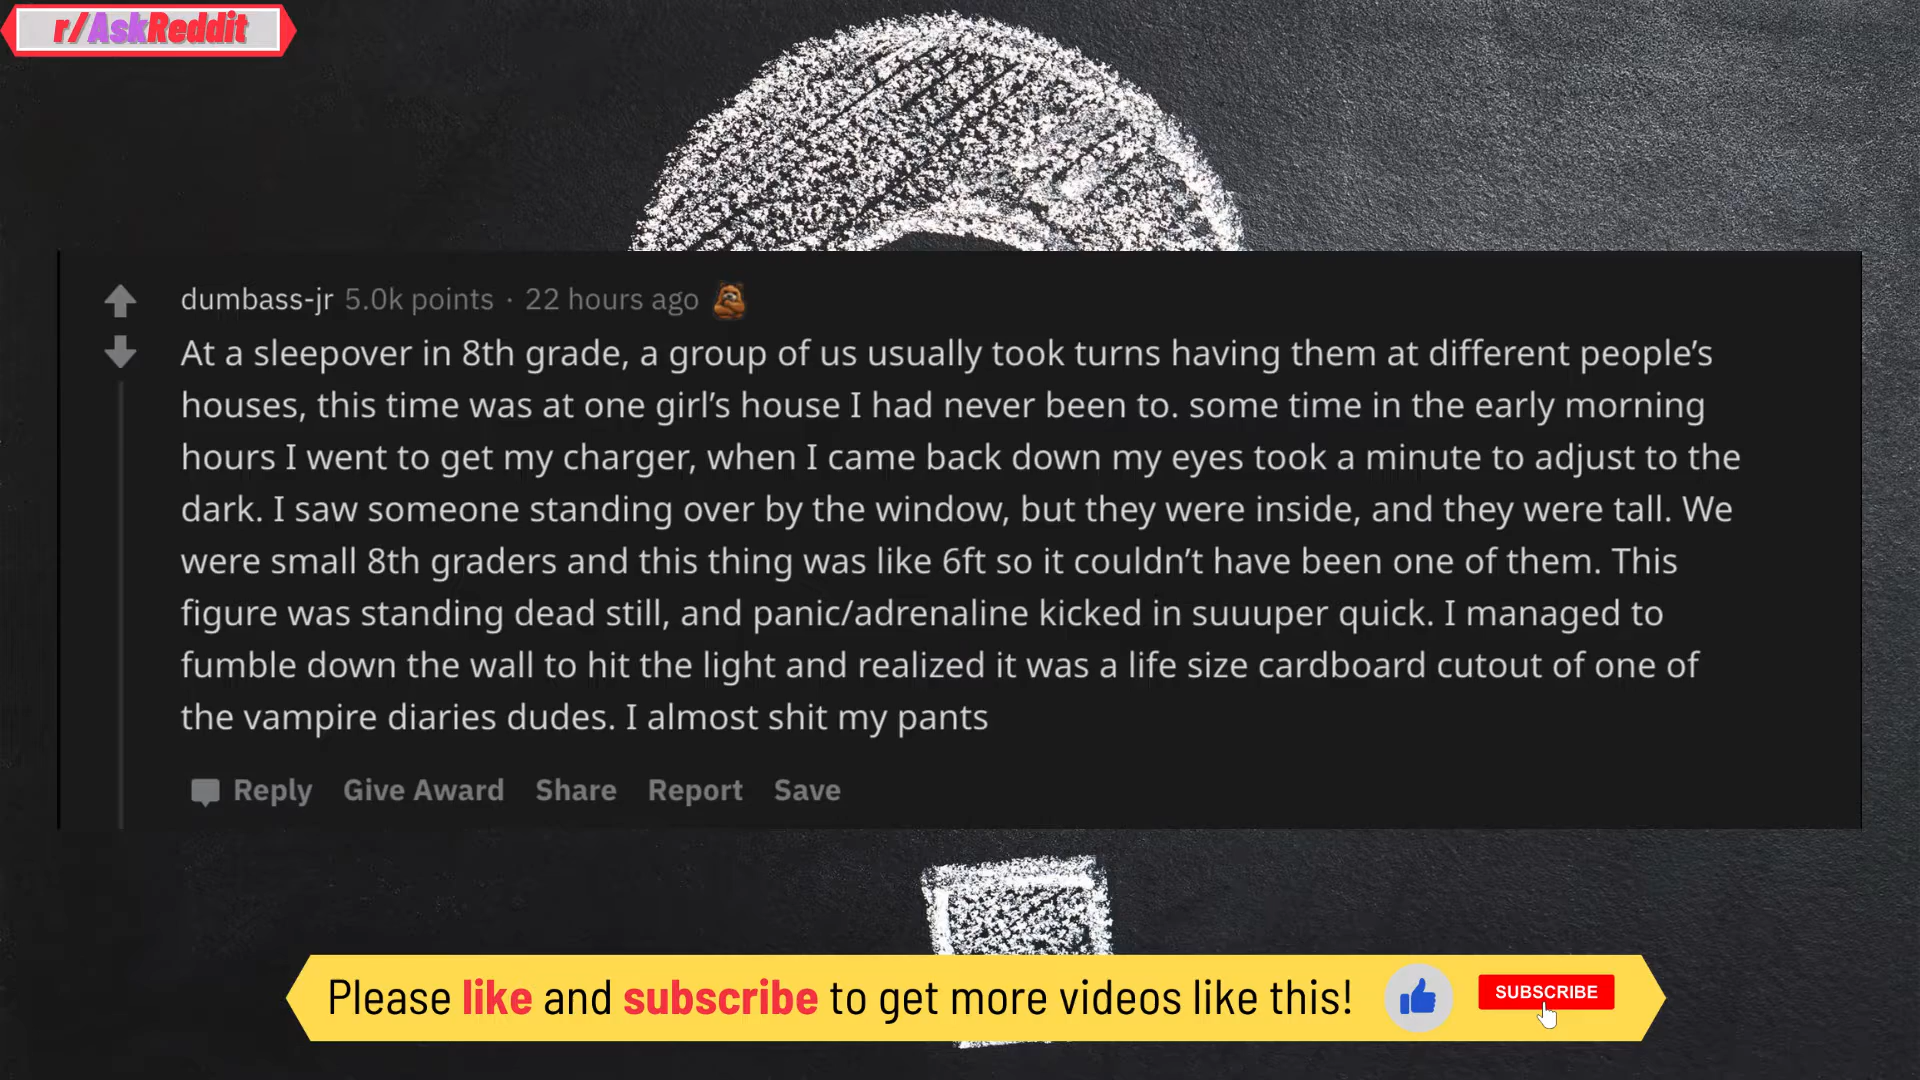 r/AskReddit
dumbass-jr 5.0k points · 22 hours ago
At a sleepover in 8th grade, a group of us usually took turns having them at different people’s
houses, this time was at one girl’s house I had never been to. some time in the early morning
hours I went to get my charger, when I came back down my eyes took a minute to adjust to the
dark. I saw someone standing over by the window, but they were inside, and they were tall. We
were small 8th graders and this thing was like 6ft so it couldn’t have been one of them. This
figure was standing dead still, and panic/adrenaline kicked in suuuper quick. I managed to
fumble down the wall to hit the light and realized it was a life size cardboard cutout of one of
the vampire diaries dudes. I almost shit my pants
Reply Give Award Share Report Save
Please like and subscribe to get more videos like this! SUBSCRIBE